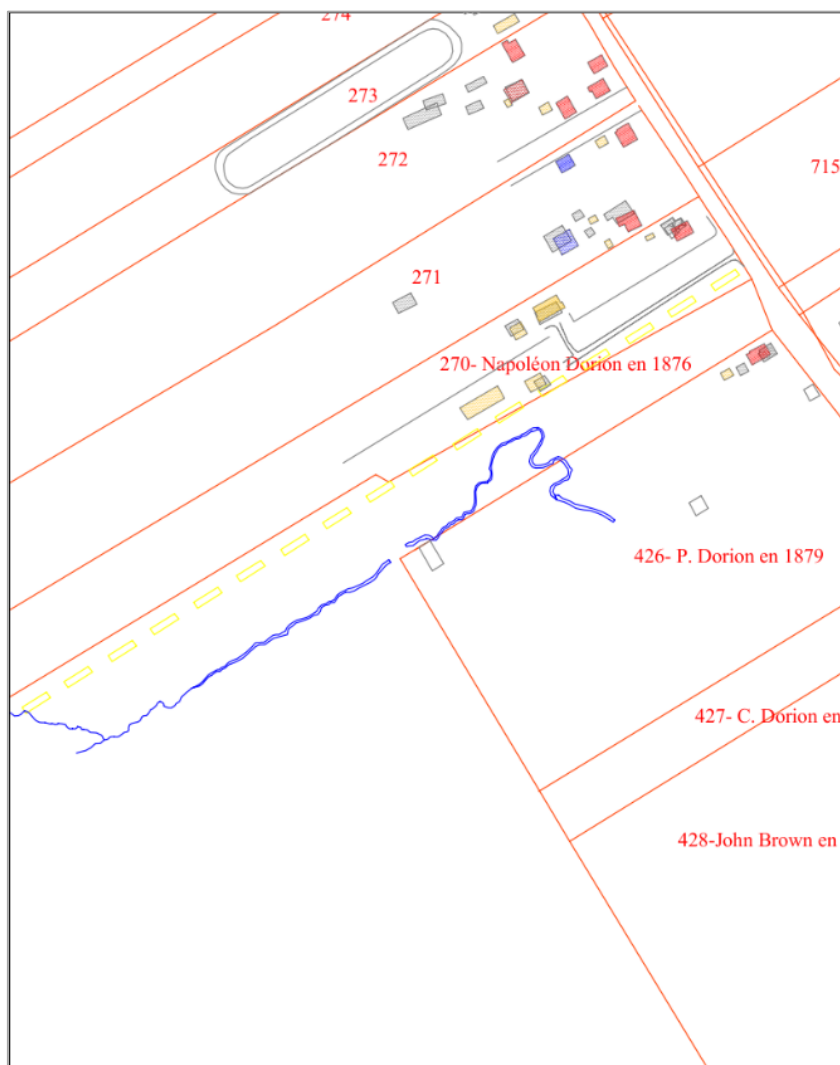 274
273
272
715
271
270- Napoléon Dorion en 1876
426- P. Dorion en 1879
427- C. Dorion en
428-John Brown en